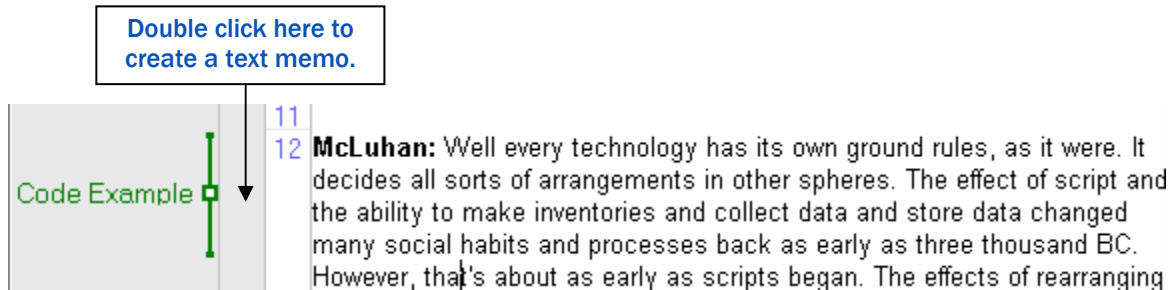 Double click here to
create a text memo.
11
12 McLuhan: Well every technology has its own ground rules, as it were. It
Code Example decides all sorts of arrangements in other spheres. The effect of script and
the ability to make inventories and collect data and store data changed
many social habits and processes back as early as three thousand BC.
However, that's about as early as scripts began. The effects of rearranging